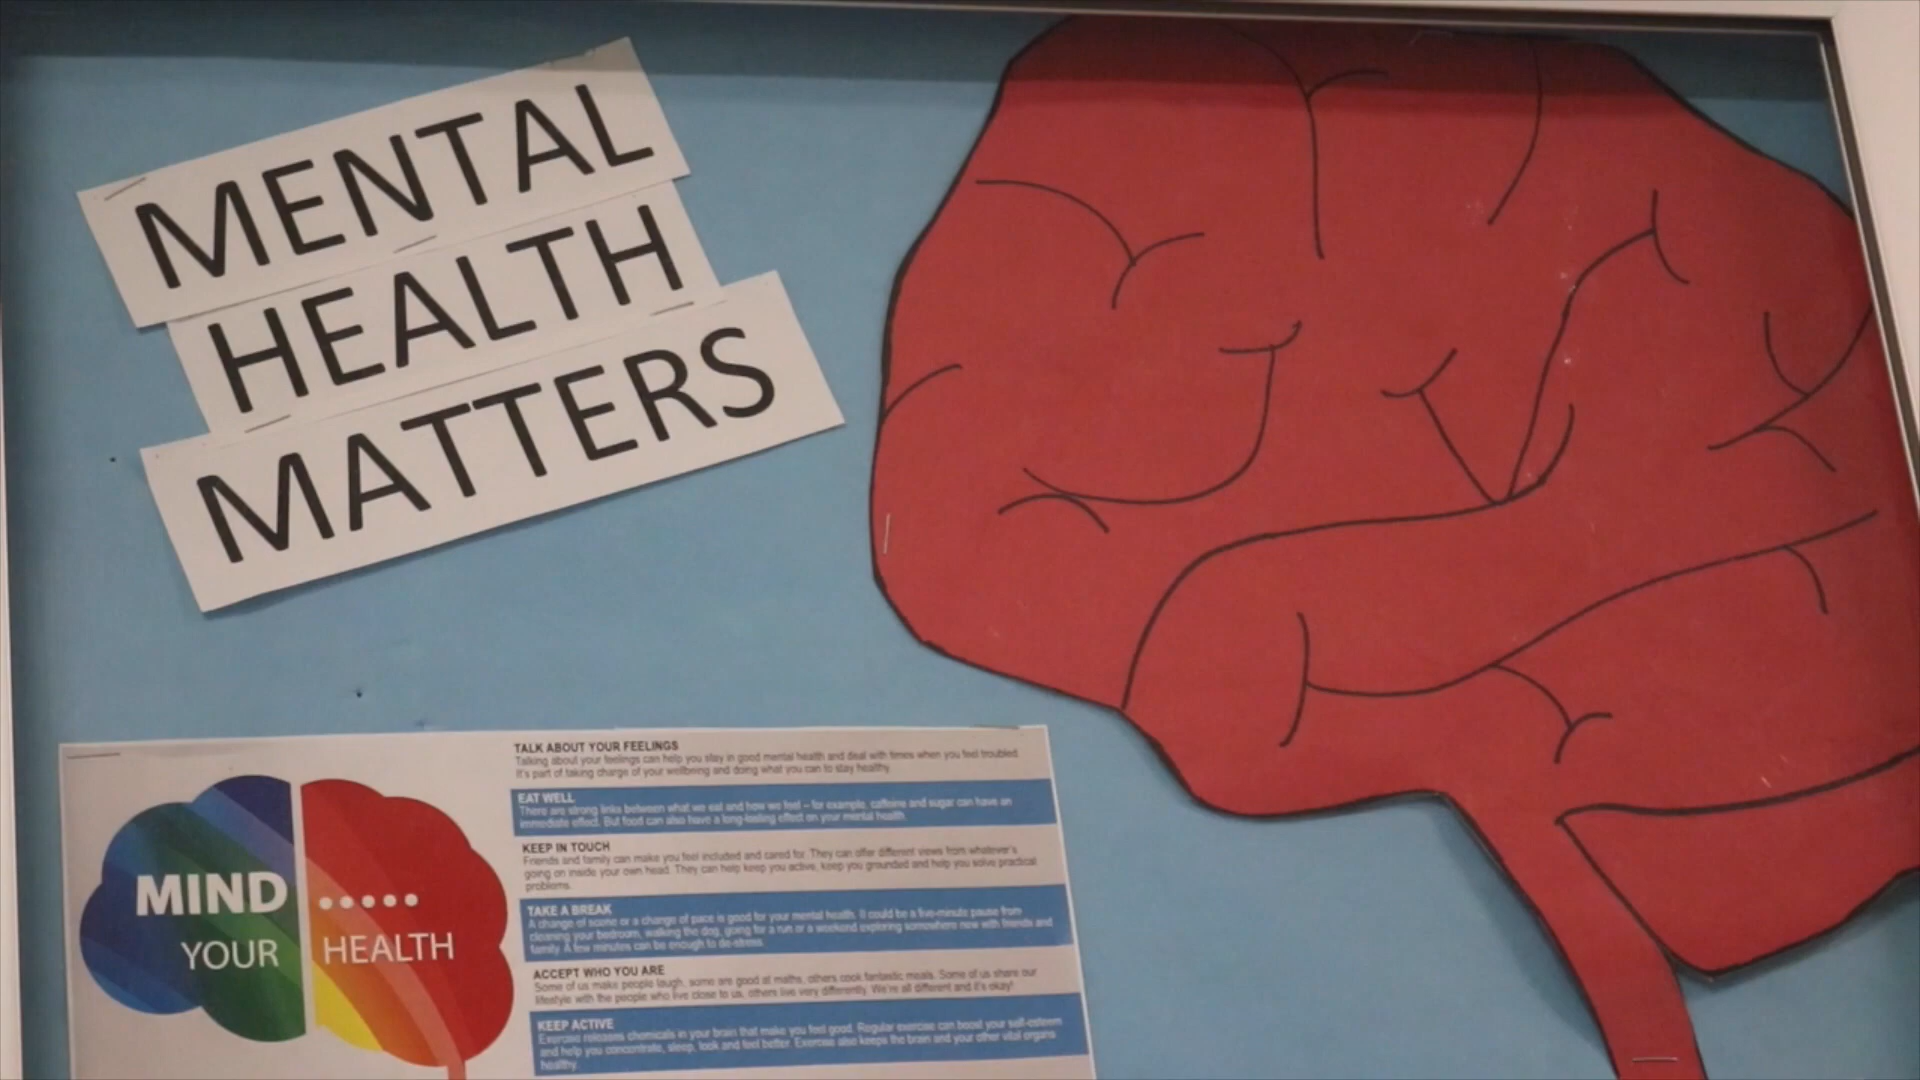 MENTAL
HEALTH
MATTERS
MIND .....
YOUR HEALTH
TALK ABOUT YOUR FEELINGS
Talking about your feelings can help you stay in good mental health and deal with times when you feel troubled.
It's part of taking charge of your wellbeing and doing what you can to stay healthy.
EAT WELL
There are strong links between what we eat and how we feel – for example, caffeine and sugar can have an
immediate effect. But food can also have a long-lasting effect on your mental health.
KEEP IN TOUCH
Friends and family can make you feel included and cared for. They can offer different views from whatever's
going on inside your own head. They can help keep you active, keep you grounded and help you solve practical
problems.
TAKE A BREAK
A change of scene or a change of pace is good for your mental health. It could be a five-minute pause from
cleaning your bedroom, walking the dog, going for a run or a weekend exploring somewhere new with friends and
family. A few minutes can be enough to de-stress.
ACCEPT WHO YOU ARE
Some of us make people laugh, some are good at maths, others cook fantastic meals. Some of us share our
lifestyle with the people who live close to us, others live very differently. We're all different and it's okay!
KEEP ACTIVE
Exercise releases chemicals in your brain that make you feel good. Regular exercise can boost your self-esteem
and help you concentrate, sleep, look and feel better. Exercise also keeps the brain and your other vital organs
healthy.